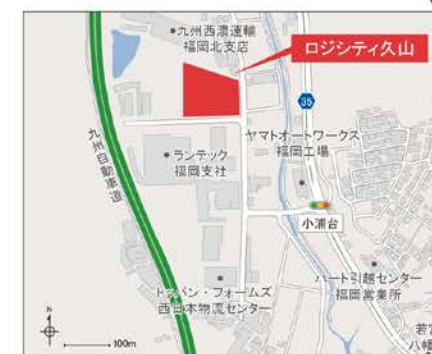 九州西濃運輸
福岡北支店
ロジシティ久山
35
ヤマトオートワークス
福岡工場
ランテック
福岡支社
九州自動車道
小浦台
ハート引越センター
福岡営業所
トッパン・フォームズ
西日本物流センター
若宮
八幡
N
100m